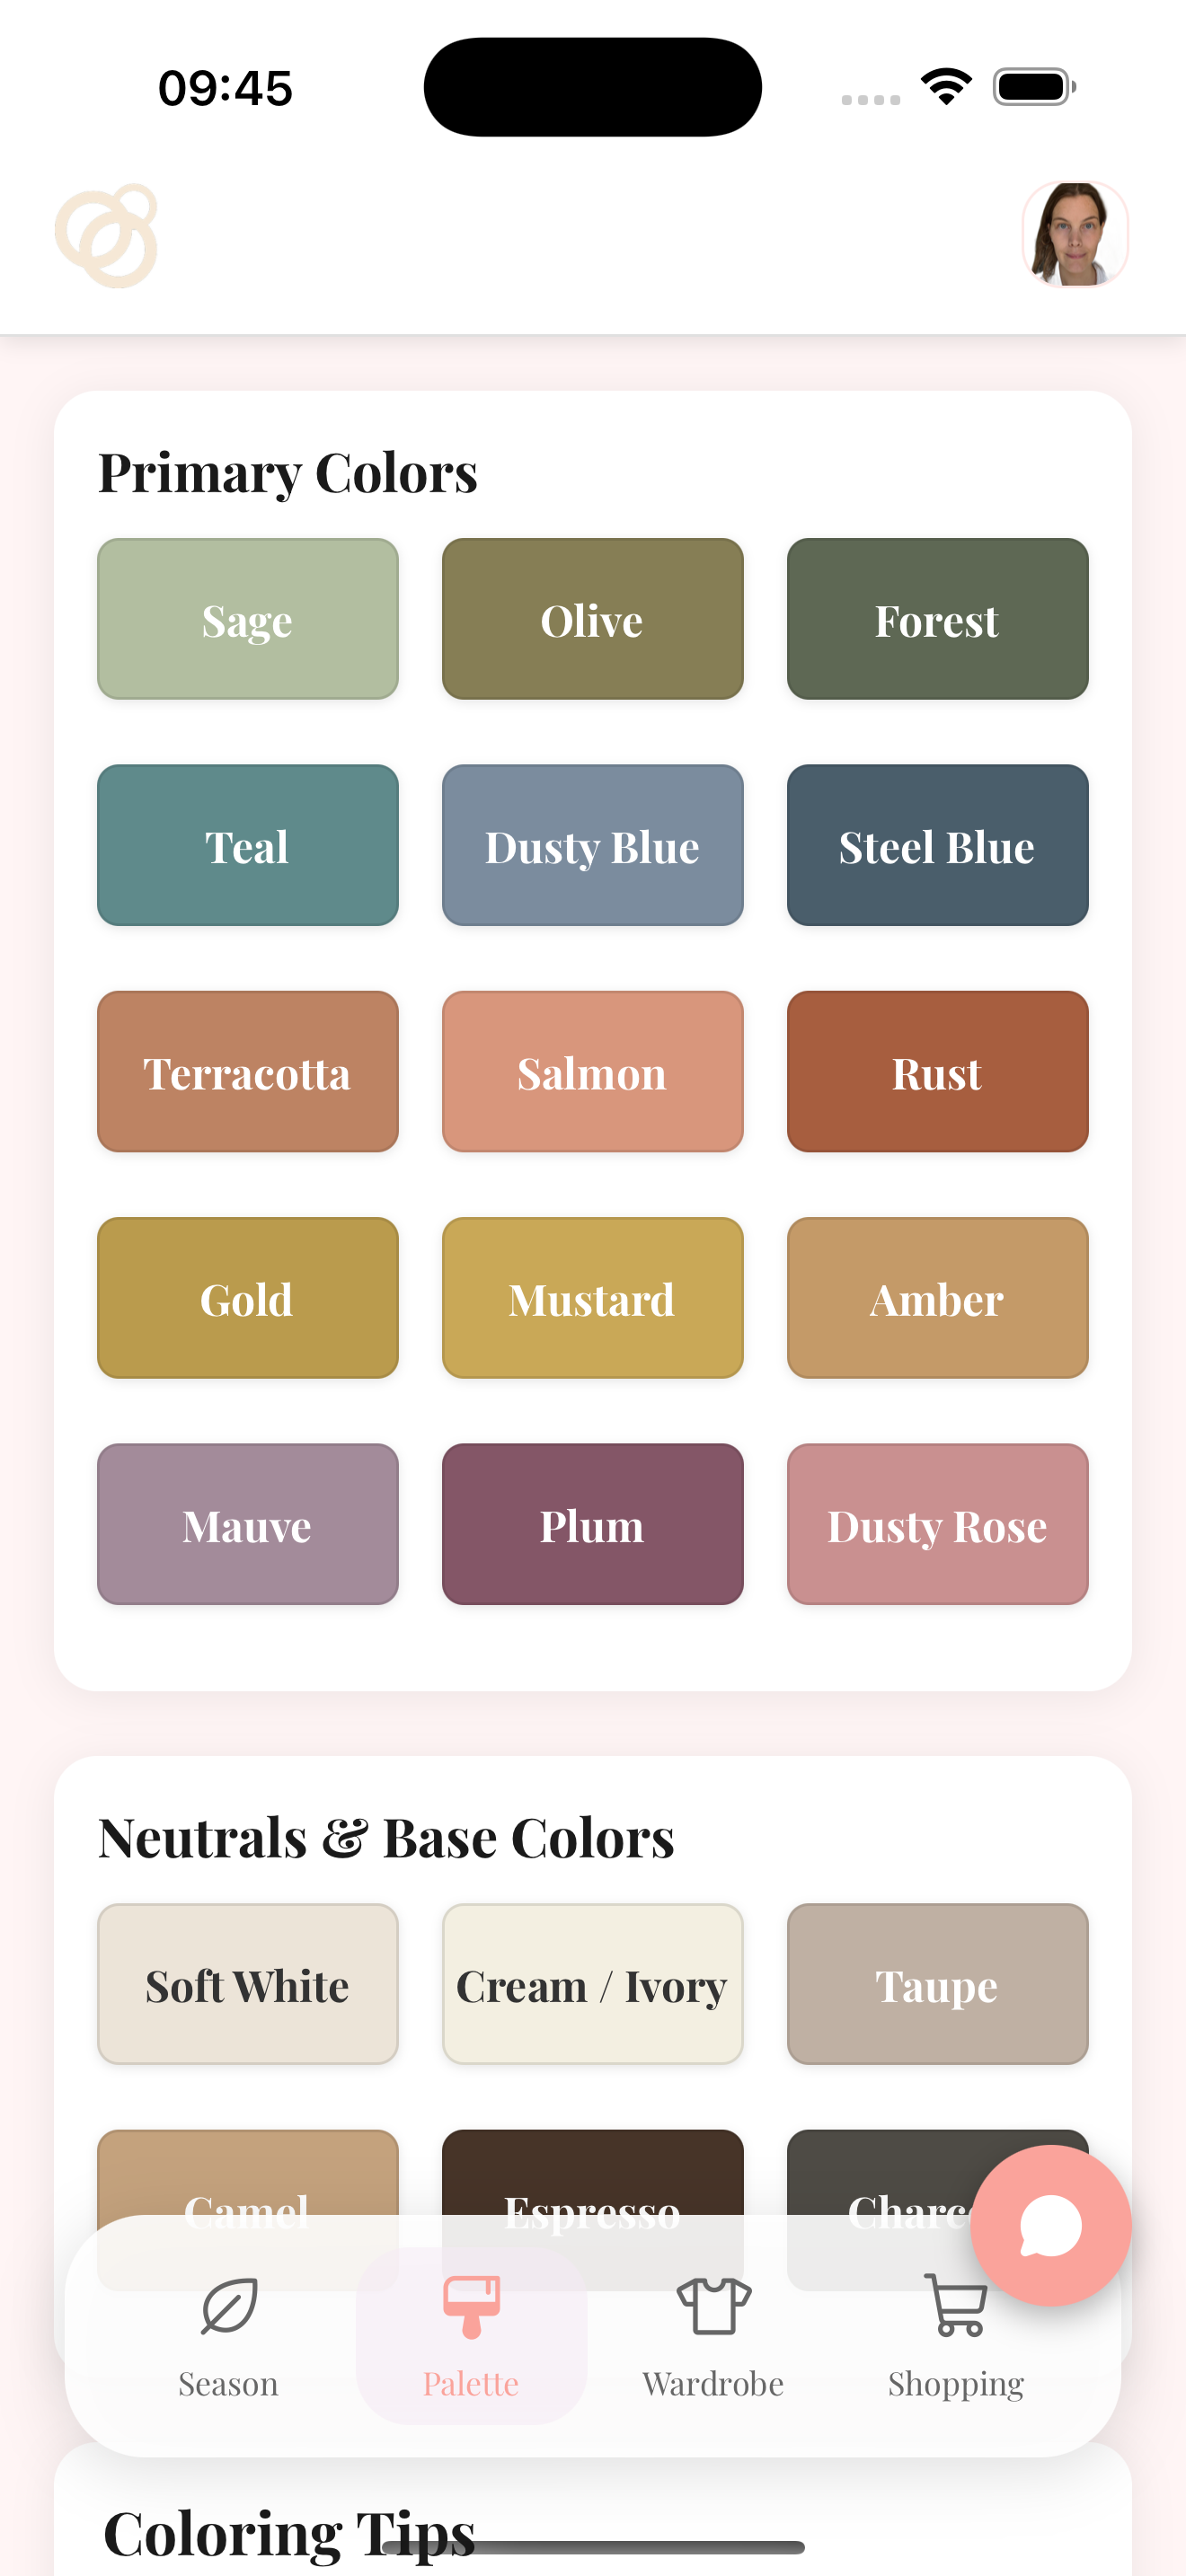 09:45
Primary Colors
Sage Olive Forest
Teal Dusty Blue Steel Blue
Terracotta Salmon Rust
Gold Mustard Amber
Mauve Plum Dusty Rose
Neutrals & Base Colors
Soft White Cream / Ivory Taupe
Camel Espresso
Season Palette Wardrobe Shopping
Coloring Tips